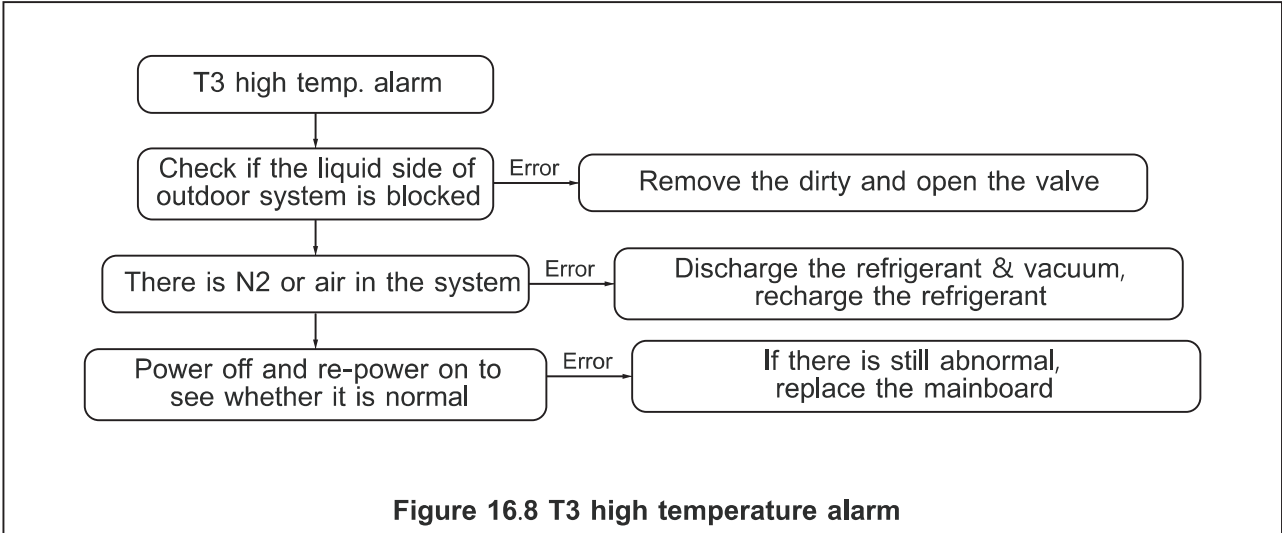 T3 high temp. alarm
Check if the liquid side of
outdoor system is blocked
Error
Remove the dirty and open the valve
There is N2 or air in the system
Error
Discharge the refrigerant & vacuum,
recharge the refrigerant
Power off and re-power on to
see whether it is normal
Error
If there is still abnormal,
replace the mainboard
Figure 16.8 T3 high temperature alarm